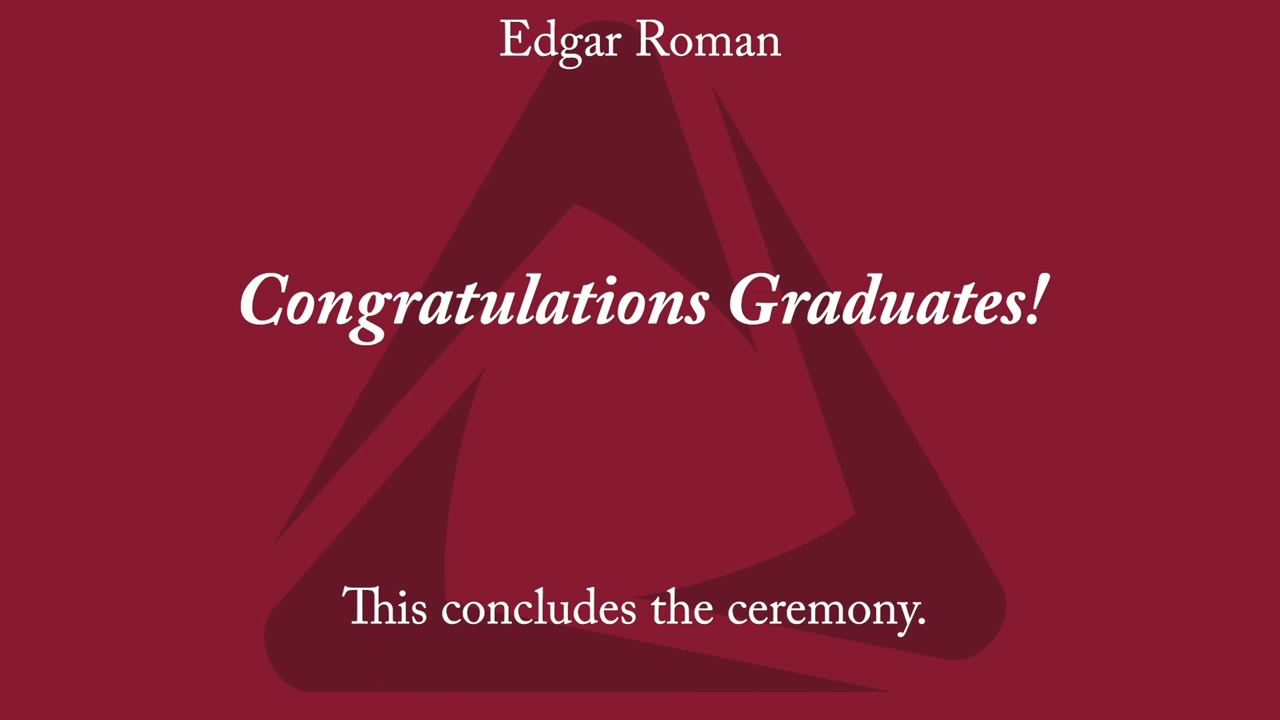 Edgar Roman
Congratulations Graduates!
This concludes the ceremony.